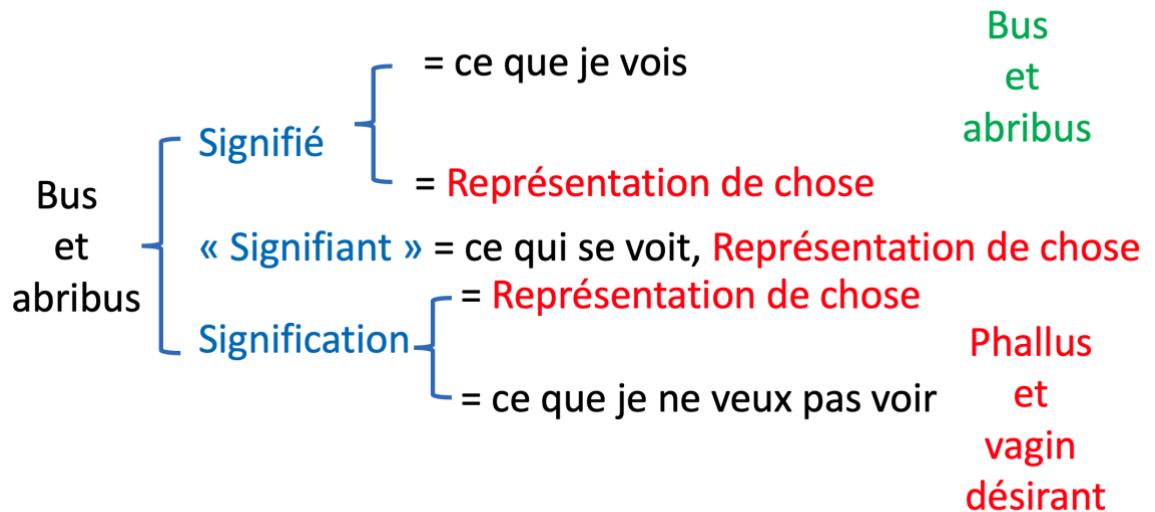 Bus
et
abribus
Signifié
= ce que je vois
= Représentation de chose
Bus
et
abribus
« Signifiant » = ce qui se voit, Représentation de chose
Signification
= Représentation de chose
= ce que je ne veux pas voir
Phallus
et
vagin
désirant